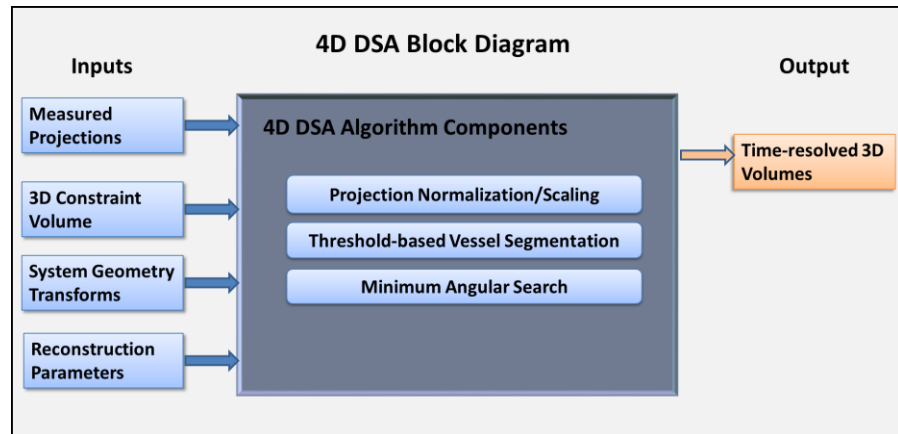 4D DSA Block Diagram
Inputs
Output
Measured
Projections
3D Constraint
Volume
System Geometry
Transforms
Reconstruction
Parameters
4D DSA Algorithm Components
Projection Normalization/Scaling
Threshold-based Vessel Segmentation
Minimum Angular Search
Time-resolved 3D
Volumes